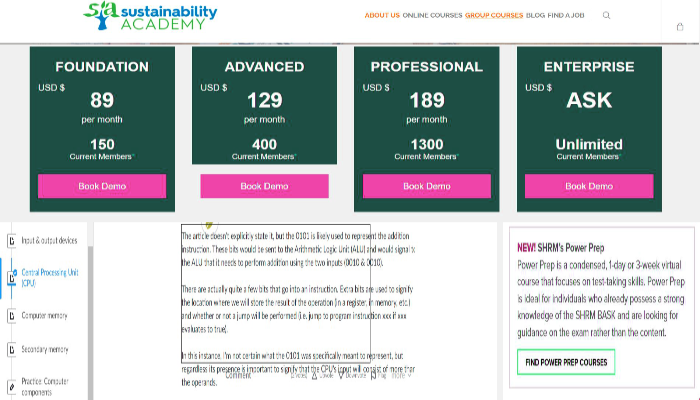 sustainability
ACADEMY
ABOUT US ONLINE COURSES GROUP COURSES BLOG FIND A JOB
FOUNDATION
USD $
89
per month
150
Current Members*
Book Demo
ADVANCED
USD $
129
per month
400
Current Members*
Book Demo
PROFESSIONAL
USD $
189
per month
1300
Current Members*
Book Demo
ENTERPRISE
USD $
ASK
Unlimited
Current Members*
Book Demo
Input & output devices
Central Processing Unit
(CPU)
Computer memory
Secondary memory
Practice: Computer
components
The article doesn't explicitly state it, but the 0101 is likely used to represent the addition
instruction. These bits would be sent to the Arithmetic Logic Unit (ALU) and would signal to
the ALU that it needs to perform addition using the two inputs (0010 & 0010).
There are actually quite a few bits that go into an instruction. Extra bits are used to signify
the location where we will store the result of the operation (in a register, in memory, etc.)
and whether or not a jump will be performed (i.e. jump to program instruction xxx if xxx
evaluates to true).
In this instance, I'm not certain what the 0101 was specifically meant to represent, but
regardless its presence is important to signify that the CPU's input will consist of more than
Comment Upvote Downvote Flag more
the operands.
NEW! SHRM's Power Prep
Power Prep is a condensed, 1-day or 3-week virtual
course that focuses on test-taking skills. Power Prep
is ideal for individuals who already possess a strong
knowledge of the SHRM BASK and are looking for
guidance on the exam rather than the content.
FIND POWER PREP COURSES